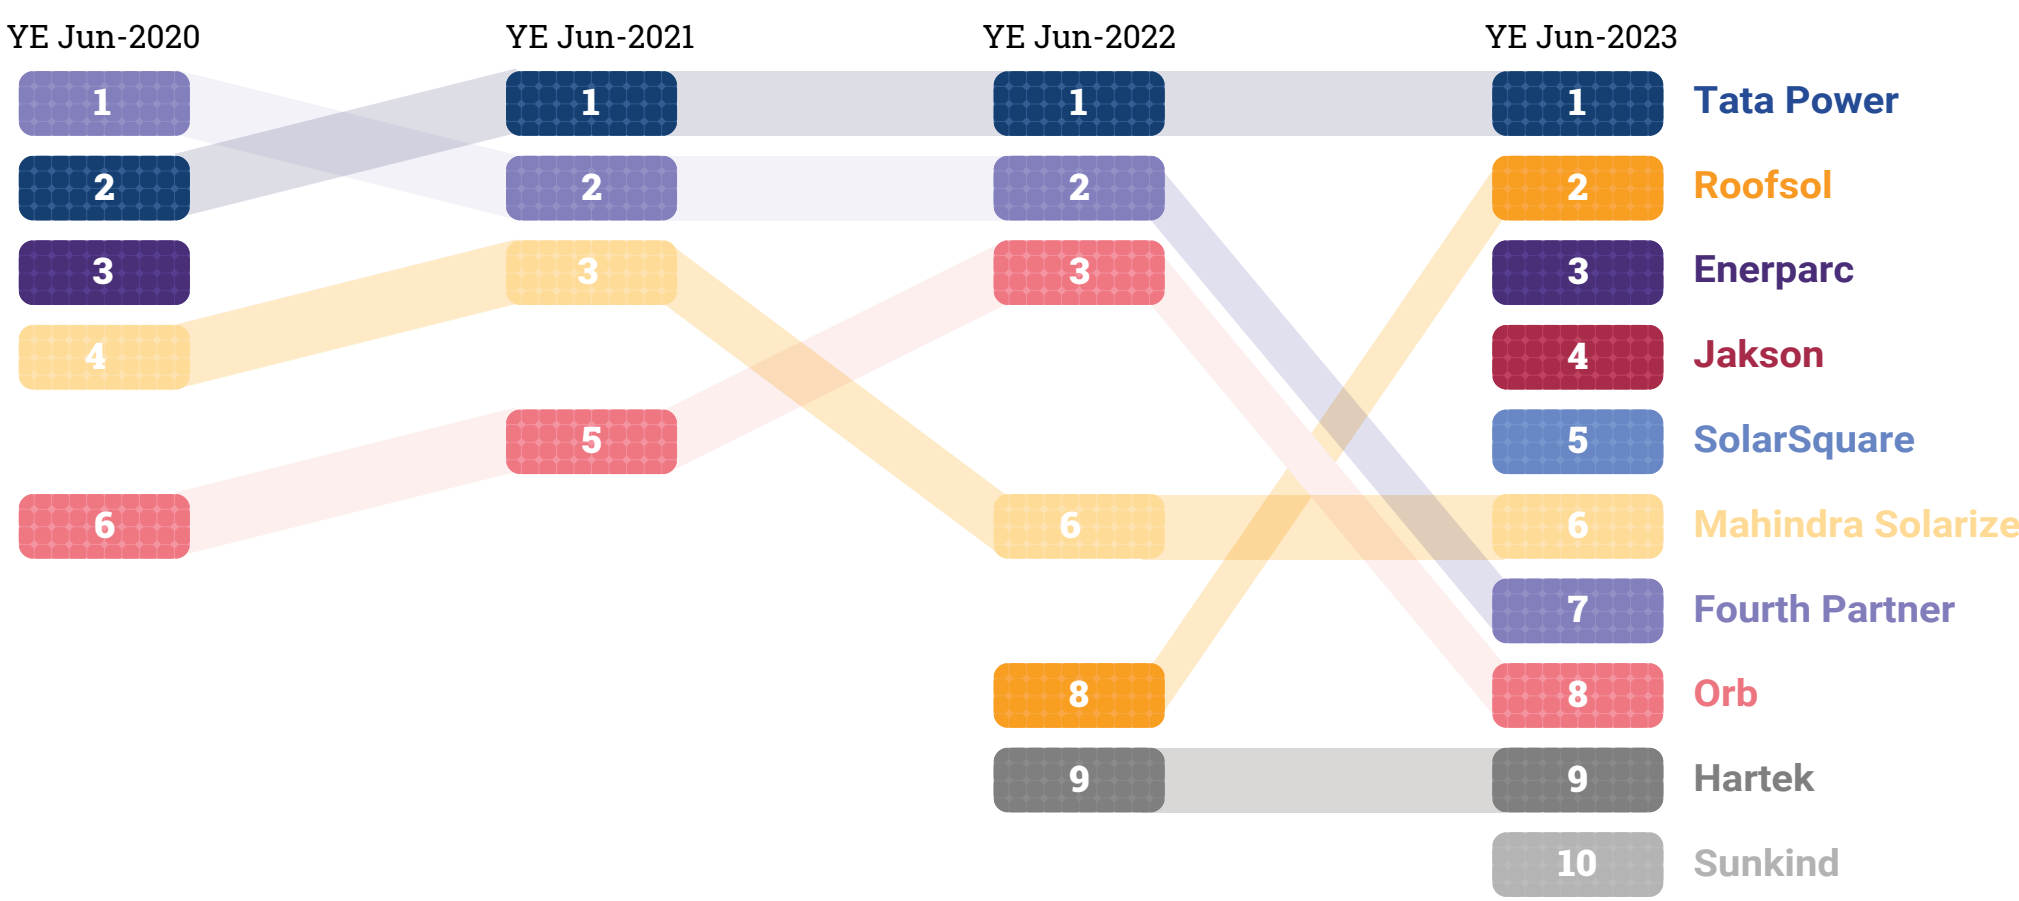 YE Jun-2020 YE Jun-2021 YE Jun-2022 YE Jun-2023
1 1 1 1 Tata Power
2 2 2 2 Roofsol
3 3 3 3 Enerparc
4 4 Jakson
5 5 SolarSquare
6 6 6 Mahindra Solarize
7 Fourth Partner
8 8 Orb
9 9 Hartek
10 Sunkind